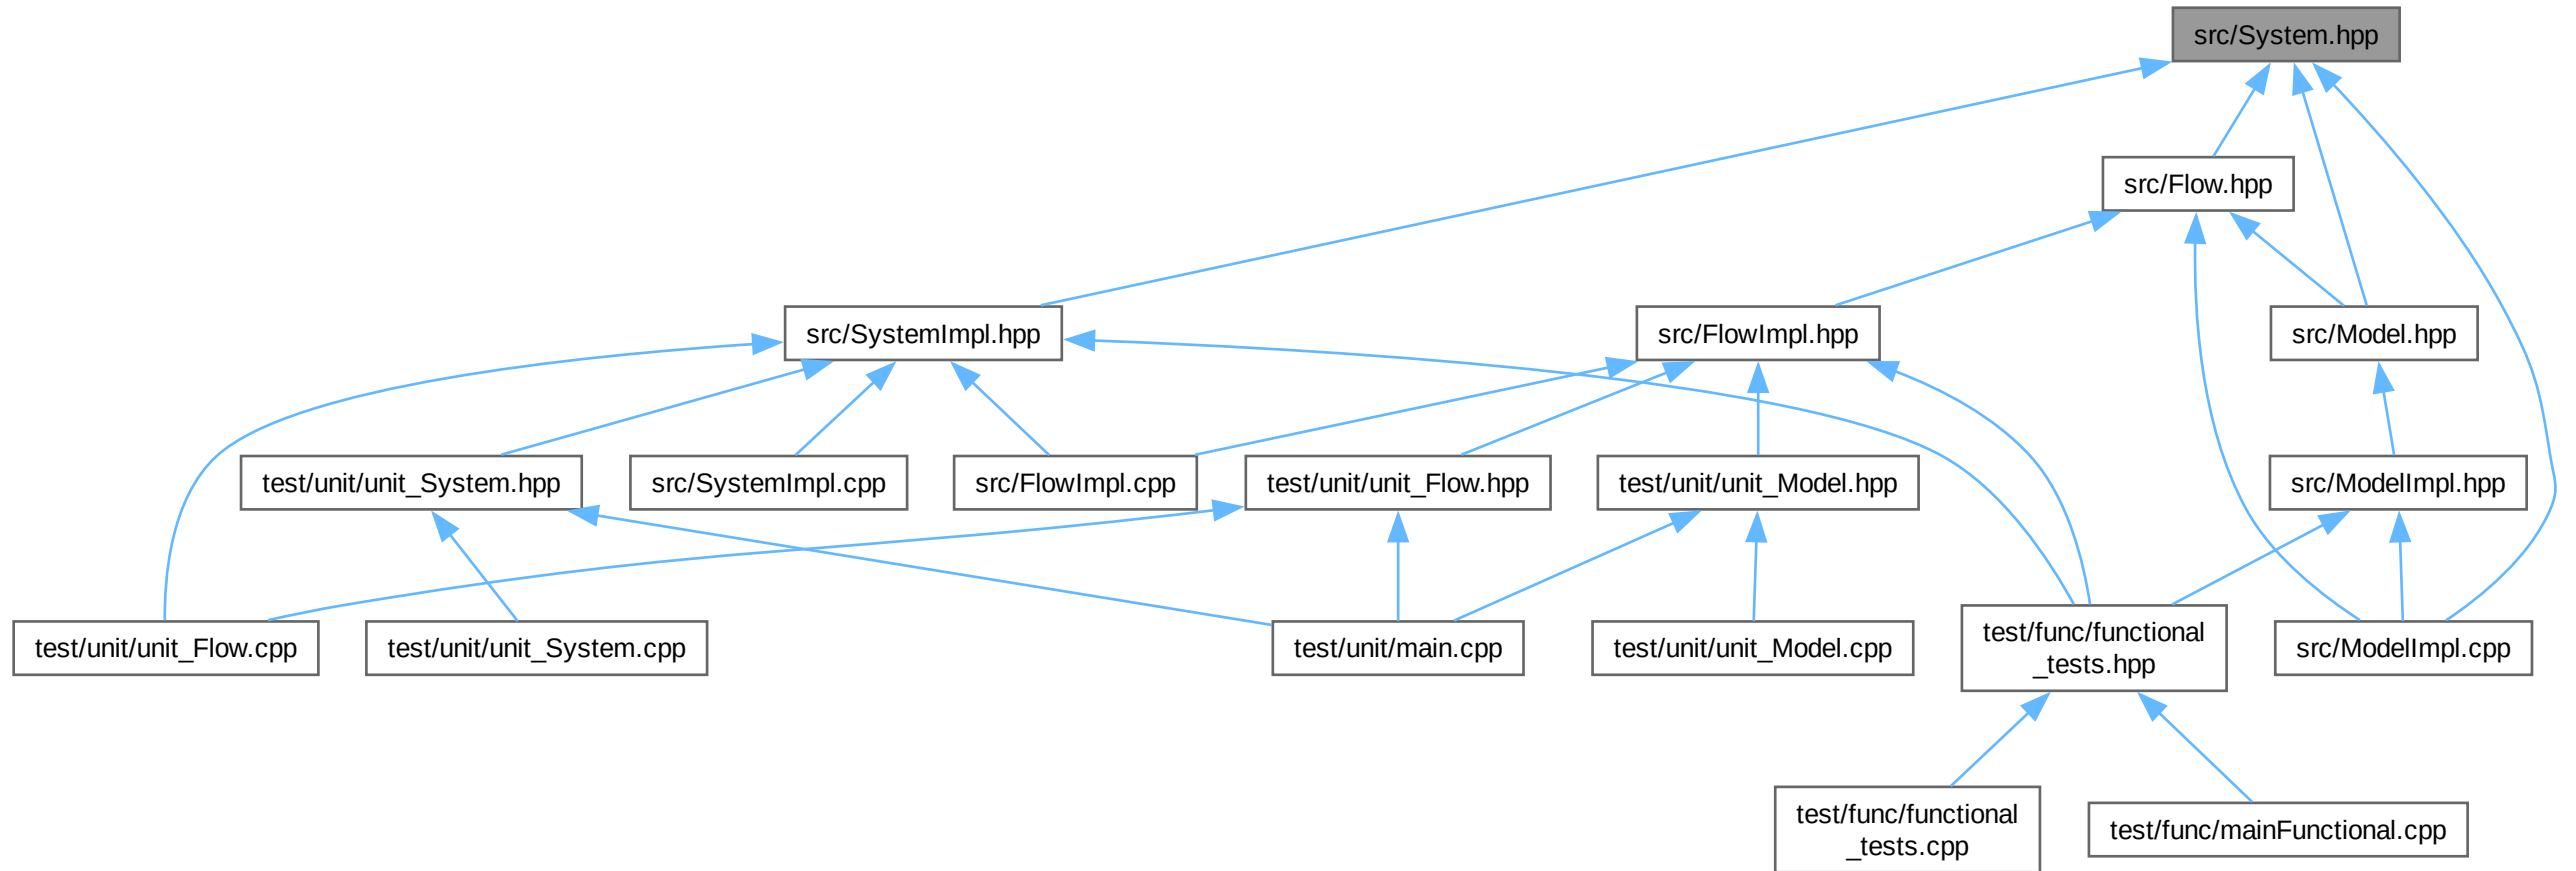 src/System.hpp
src/Flow.hpp
src/SystemImpl.hpp
src/FlowImpl.hpp
src/Model.hpp
test/unit/unit_System.hpp
src/SystemImpl.cpp
src/FlowImpl.cpp
test/unit/unit_Flow.hpp
test/unit/unit_Model.hpp
src/ModelImpl.hpp
test/unit/unit_Flow.cpp
test/unit/unit_System.cpp
test/unit/main.cpp
test/unit/unit_Model.cpp
test/func/functional
_tests.hpp
src/ModelImpl.cpp
test/func/functional
_tests.cpp
test/func/mainFunctional.cpp